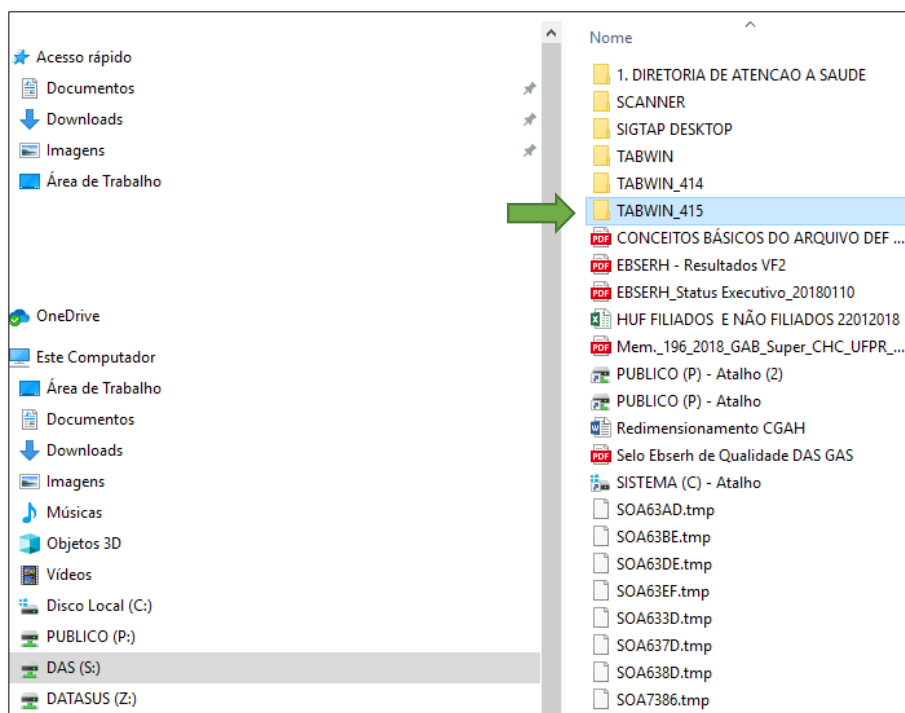 Acesso rápido
Documentos
Downloads
Imagens
Área de Trabalho
OneDrive
Este Computador
Área de Trabalho
Documentos
Downloads
Imagens
Músicas
Objetos 3D
Vídeos
Disco Local (C:)
PUBLICO (P:)
DAS (S:)
DATASUS (Z:)
Nome
1. DIRETORIA DE ATENCAO A SAUDE
SCANNER
SIGTAP DESKTOP
TABWIN
TABWIN_414
TABWIN_415
PDF CONCEITOS BÁSICOS DO ARQUIVO DEF ...
PDF EBSERH - Resultados VF2
PDF EBSERH_Status Executivo_20180110
HUF FILIADOS  E NÃO FILIADOS 22012018
PDF Mem._196_2018_GAB_Super_CHC_UFPR_...
PUBLICO (P) - Atalho (2)
PUBLICO (P) - Atalho
Redimensionamento CGAH
PDF Selo Ebserh de Qualidade DAS GAS
SISTEMA (C) - Atalho
SOA63AD.tmp
SOA63BE.tmp
SOA63DE.tmp
SOA63EF.tmp
SOA633D.tmp
SOA637D.tmp
SOA638D.tmp
SOA7386.tmp